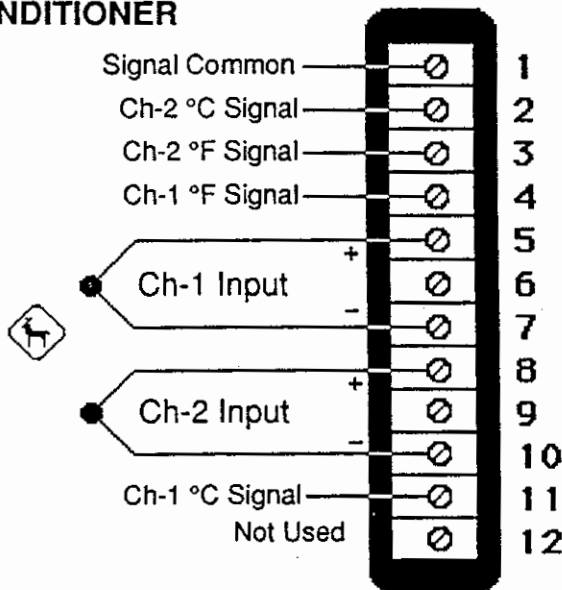 NDITIONER
Signal Common 1
Ch-2 °C Signal 2
Ch-2 °F Signal 3
Ch-1 °F Signal 4
+ 5
Ch-1 Input 6
− 7
+ 8
Ch-2 Input 9
− 10
Ch-1 °C Signal 11
Not Used 12